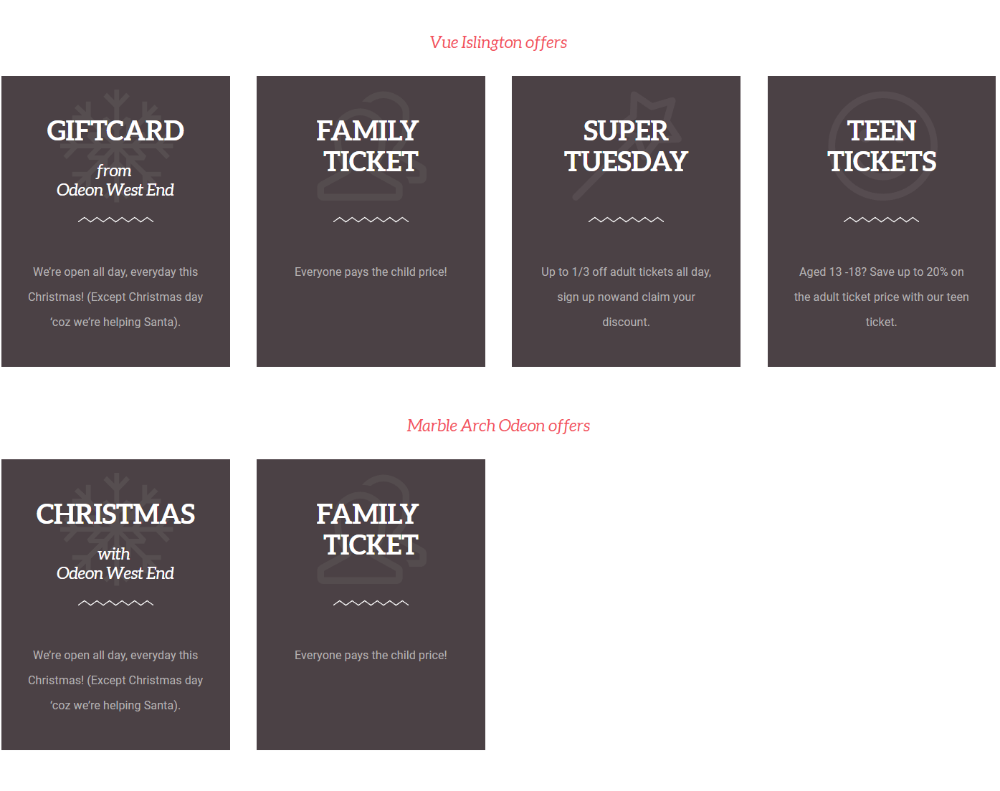 Vue Islington offers
GIFTCARD
from
Odeon West End
We’re open all day, everyday this
Christmas! (Except Christmas day
‘coz we’re helping Santa).
FAMILY
TICKET
Everyone pays the child price!
SUPER
TUESDAY
Up to 1/3 off adult tickets all day,
sign up nowand claim your
discount.
TEEN
TICKETS
Aged 13 -18? Save up to 20% on
the adult ticket price with our teen
ticket.
Marble Arch Odeon offers
CHRISTMAS
with
Odeon West End
We’re open all day, everyday this
Christmas! (Except Christmas day
‘coz we’re helping Santa).
FAMILY
TICKET
Everyone pays the child price!